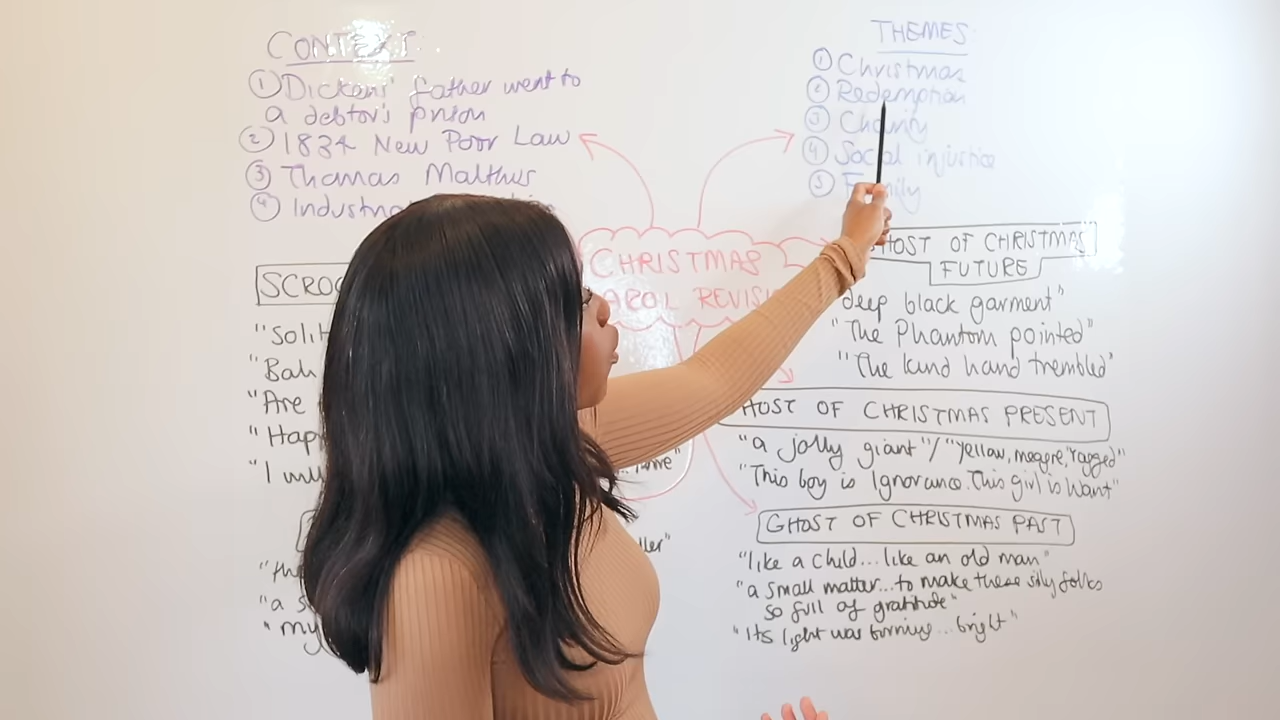 CONTEXT
① Dickens' father went to
a debtor's prison
② 1834 New Poor Law
③ Thomas Malthus
④
THEMES
① Christmas
② Redemption
③ Charity
④ Social injustice
⑤ Family
CHRISTMAS
SCROO
"Solit
"Bah
"Are
"Hap
"I
"a s
"my
GHOST OF CHRISTMAS
FUTURE
deep black garment"
"The Phantom pointed"
"The kind hand trembled"
GHOST OF CHRISTMAS PRESENT
"a jolly giant"/"yellow, meagre, ragged"
"This boy is Ignorance. This girl is Want"
GHOST OF CHRISTMAS PAST
"like a child...like an old man"
"a small matter...to make these silly folks
so full of gratitude"
"Its light was burning...bright"